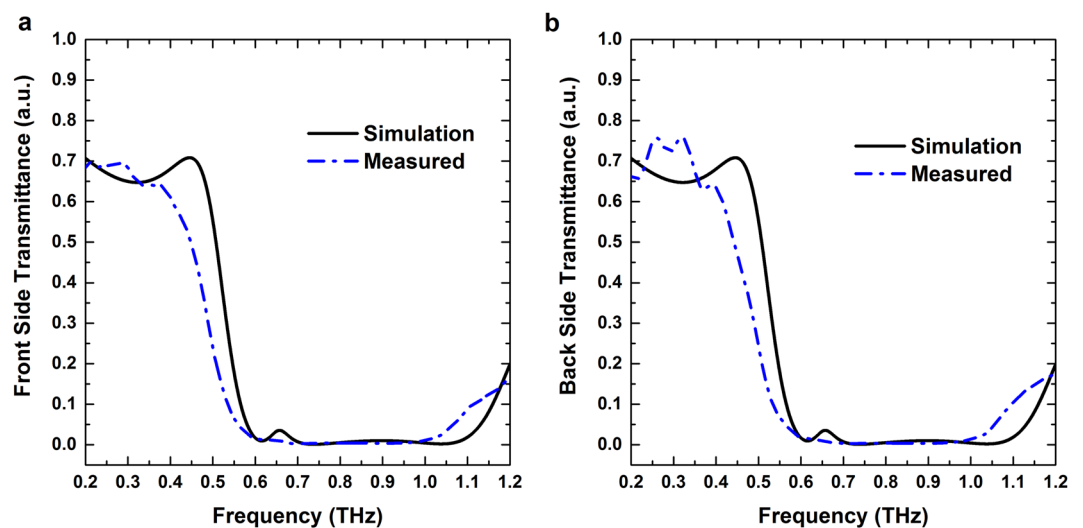 a
Front Side Transmittance (a.u.)
1.0
0.9
0.8
0.7
0.6
0.5
0.4
0.3
0.2
0.1
0.0
Simulation
Measured
0.2 0.3 0.4 0.5 0.6 0.7 0.8 0.9 1.0 1.1 1.2
Frequency (THz)
b
Back Side Transmittance (a.u.)
1.0
0.9
0.8
0.7
0.6
0.5
0.4
0.3
0.2
0.1
0.0
Simulation
Measured
0.2 0.3 0.4 0.5 0.6 0.7 0.8 0.9 1.0 1.1 1.2
Frequency (THz)